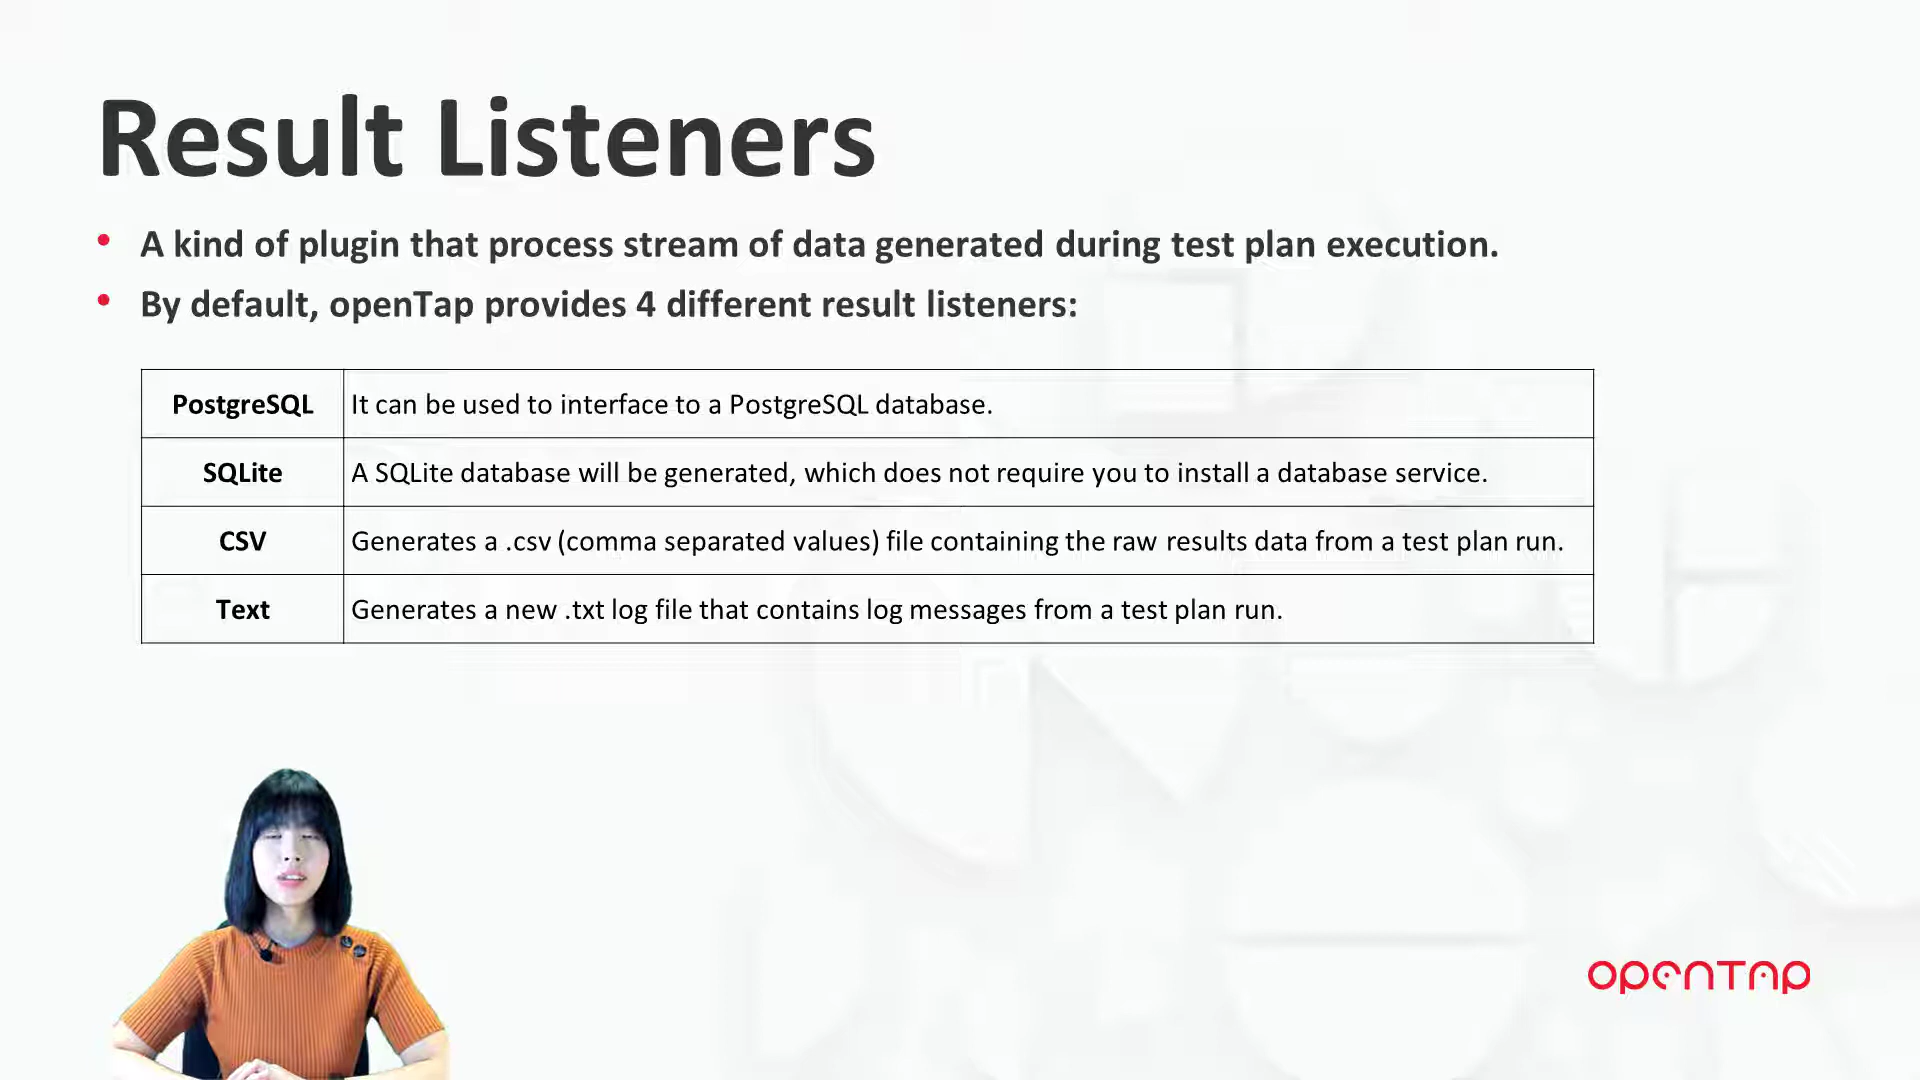 Result Listeners
• A kind of plugin that process stream of data generated during test plan execution.
• By default, openTap provides 4 different result listeners:
PostgreSQL It can be used to interface to a PostgreSQL database.
SQLite A SQLite database will be generated, which does not require you to install a database service.
CSV Generates a .csv (comma separated values) file containing the raw results data from a test plan run.
Text Generates a new .txt log file that contains log messages from a test plan run.
openTAP